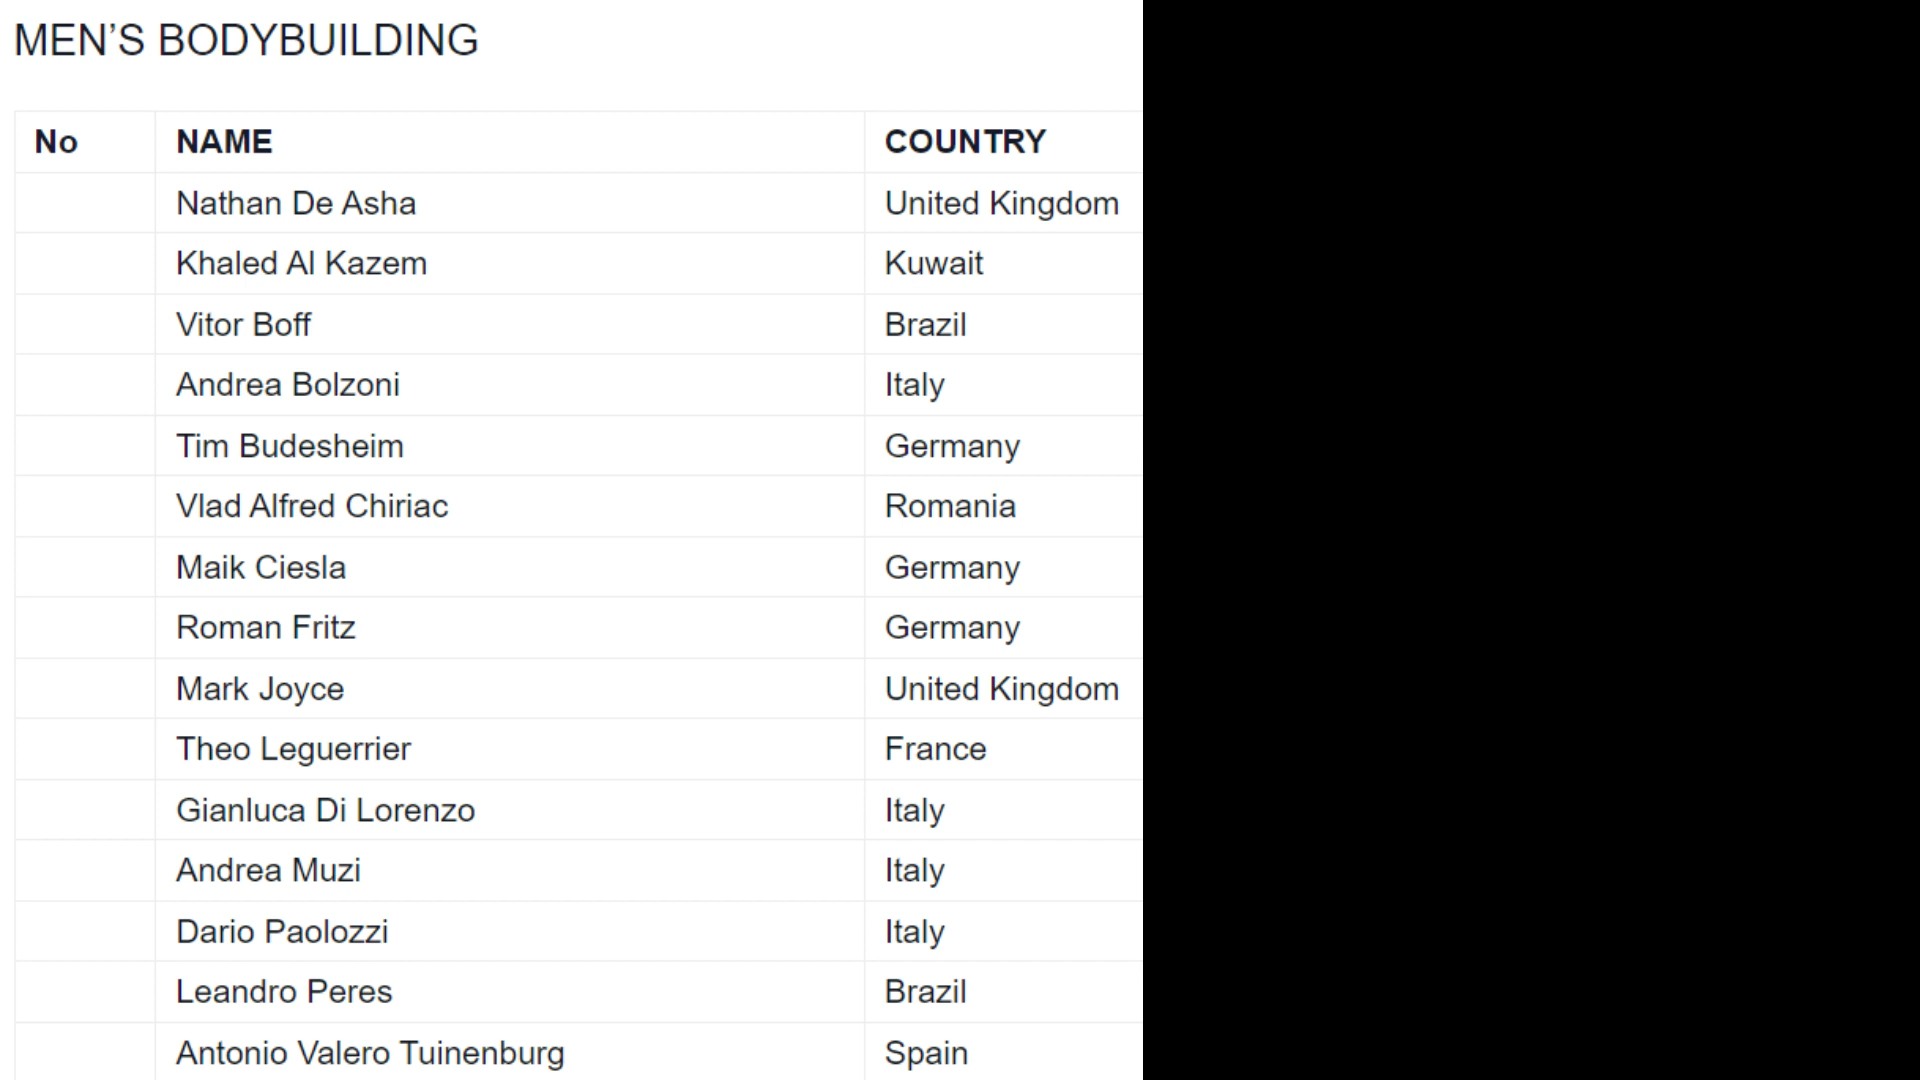 MEN’S BODYBUILDING
No NAME COUNTRY
Nathan De Asha United Kingdom
Khaled Al Kazem Kuwait
Vitor Boff Brazil
Andrea Bolzoni Italy
Tim Budesheim Germany
Vlad Alfred Chiriac Romania
Maik Ciesla Germany
Roman Fritz Germany
Mark Joyce United Kingdom
Theo Leguerrier France
Gianluca Di Lorenzo Italy
Andrea Muzi Italy
Dario Paolozzi Italy
Leandro Peres Brazil
Antonio Valero Tuinenburg Spain